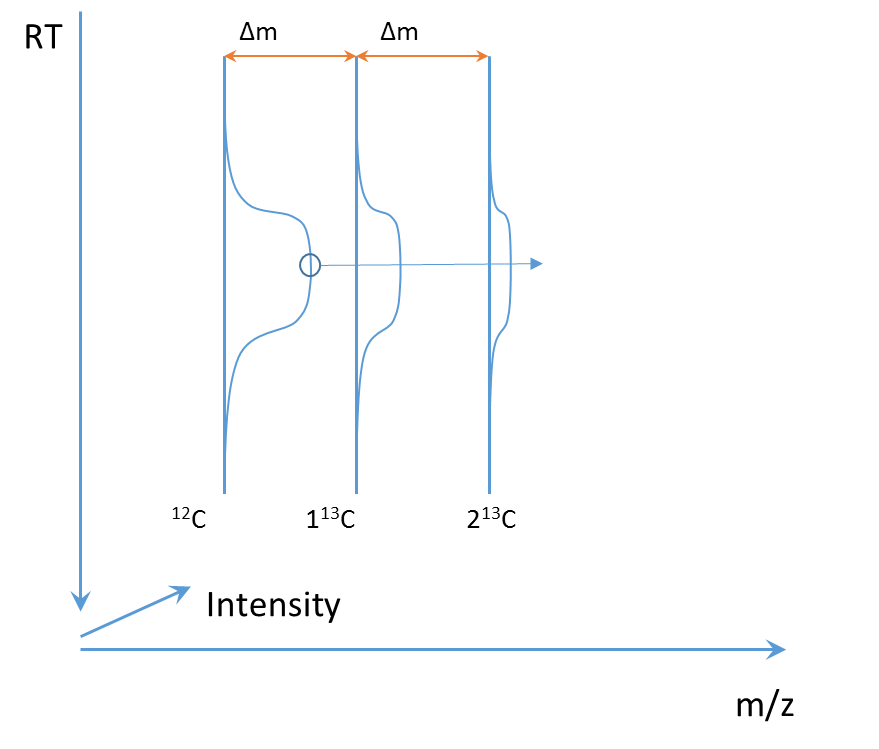 RT
Δm
Δm
¹²C
1¹³C
2¹³C
Intensity
m/z